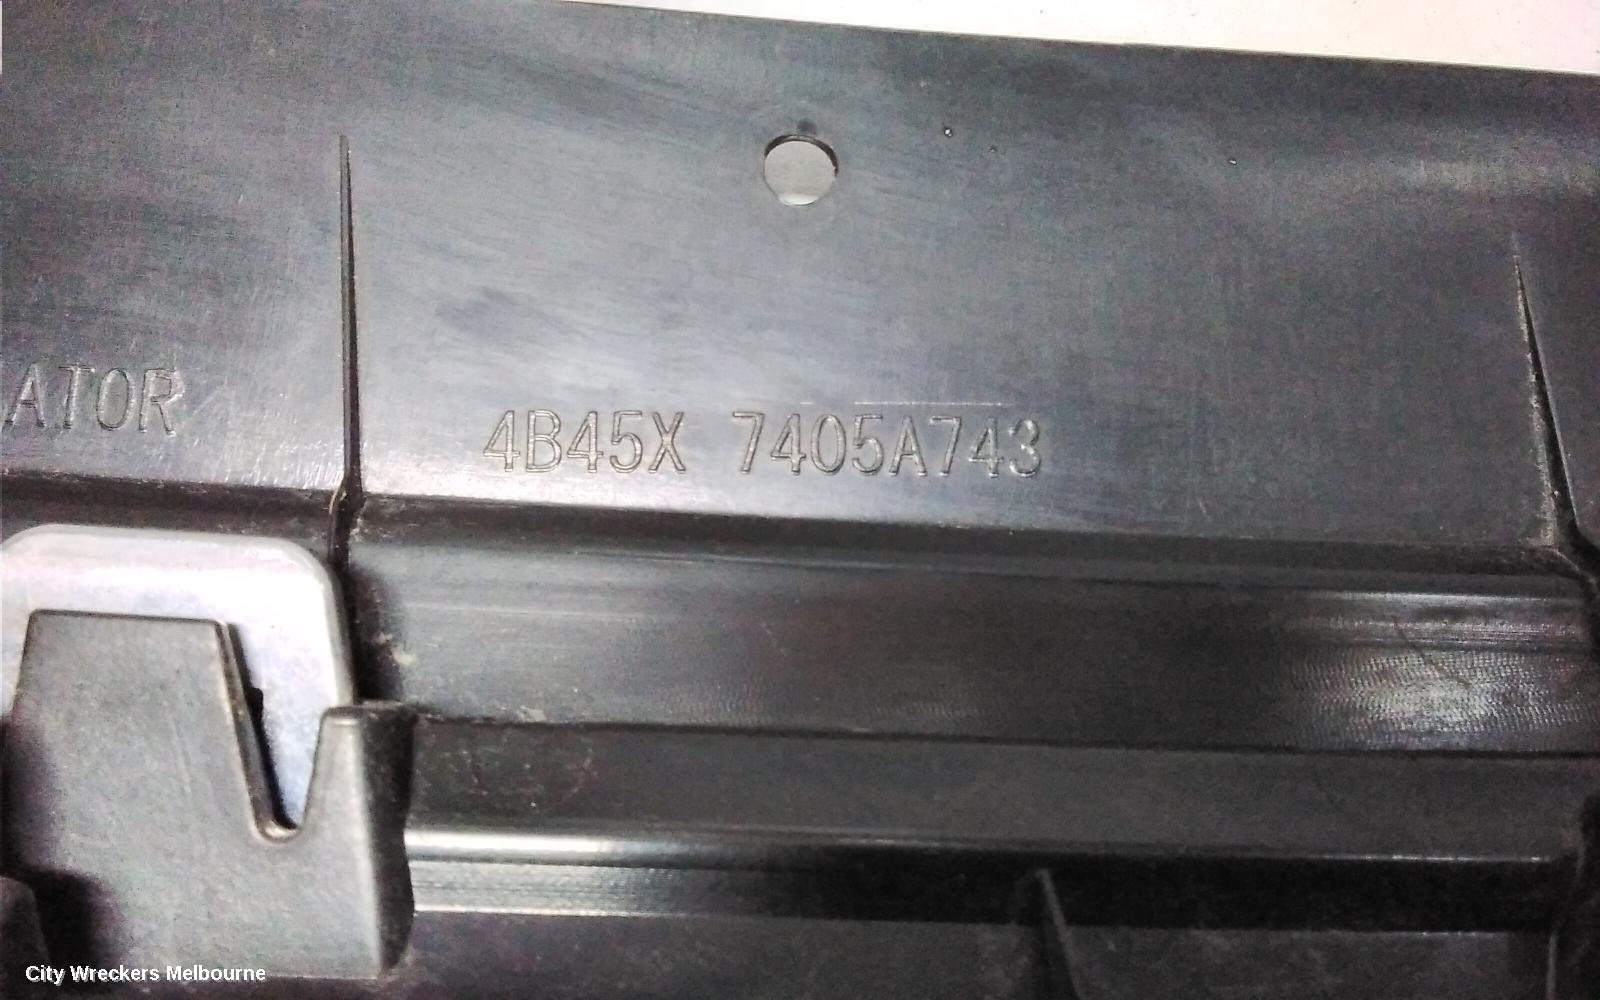 ATOR
4B45X 7405A743
City Wreckers Melbourne